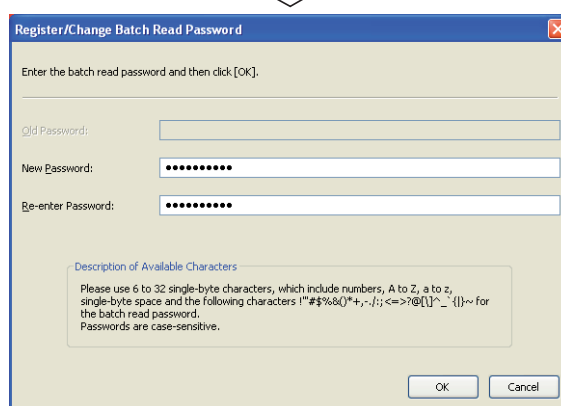 Register/Change Batch Read Password
Enter the batch read password and then click [OK].
Old Password:
New Password:
••••••••••
Re-enter Password:
••••••••••
Description of Available Characters
Please use 6 to 32 single-byte characters, which include numbers, A to Z, a to z,
single-byte space and the following characters !"'#$%&()*+,-./:;<=>?@[\]^_`{|}~ for
the batch read password.
Passwords are case-sensitive.
OK
Cancel